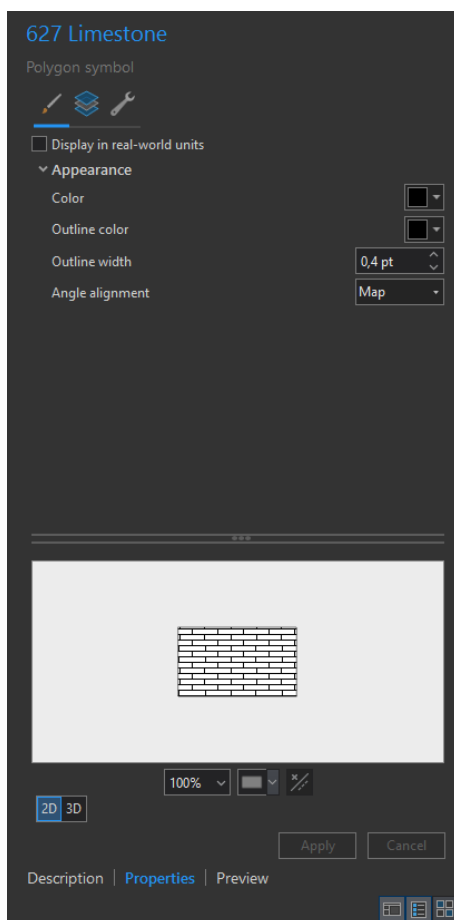 627 Limestone
Polygon symbol
Display in real-world units
Appearance
Color
Outline color
Outline width 0,4 pt
Angle alignment Map
100%
2D 3D
Apply Cancel
Description | Properties | Preview